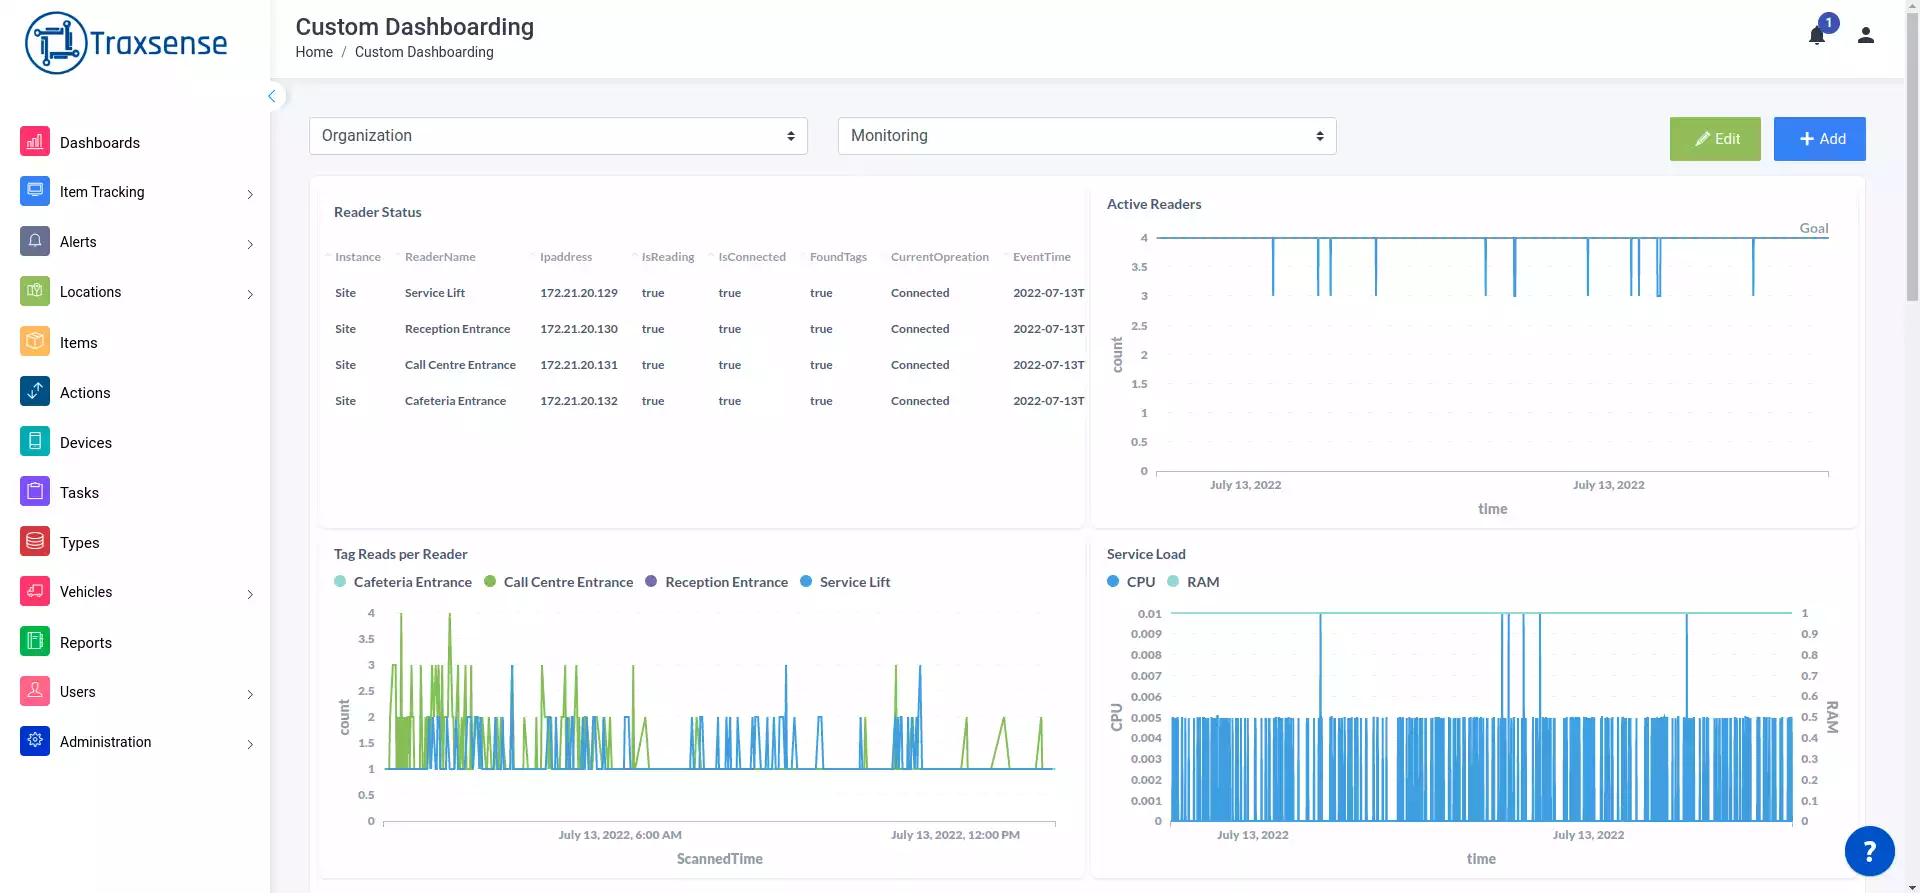 Traxsense
Custom Dashboarding
Home / Custom Dashboarding
1
Dashboards
Item Tracking
Alerts
Locations
Items
Actions
Devices
Tasks
Types
Vehicles
Reports
Users
Administration
Organization
Monitoring
Edit
+ Add
Reader Status
Instance ReaderName Ipaddress IsReading IsConnected FoundTags CurrentOpreation EventTime
Site Service Lift 172.21.20.129 true true true Connected 2022-07-13T
Site Reception Entrance 172.21.20.130 true true true Connected 2022-07-13T
Site Call Centre Entrance 172.21.20.131 true true true Connected 2022-07-13T
Site Cafeteria Entrance 172.21.20.132 true true true Connected 2022-07-13T
Active Readers
Goal
4
3.5
3
2.5
2
1.5
1
0.5
0
count
July 13, 2022 July 13, 2022
time
Tag Reads per Reader
Cafeteria Entrance Call Centre Entrance Reception Entrance Service Lift
4
3.5
3
2.5
2
1.5
1
0.5
0
count
July 13, 2022, 6:00 AM July 13, 2022, 12:00 PM
ScannedTime
Service Load
CPU RAM
0.01
0.009
0.008
0.007
0.006
0.005
0.004
0.003
0.002
0.001
0
CPU
1
0.9
0.8
0.7
0.6
0.5
0.4
0.3
0.2
0.1
0
RAM
July 13, 2022 July 13, 2022
time
?